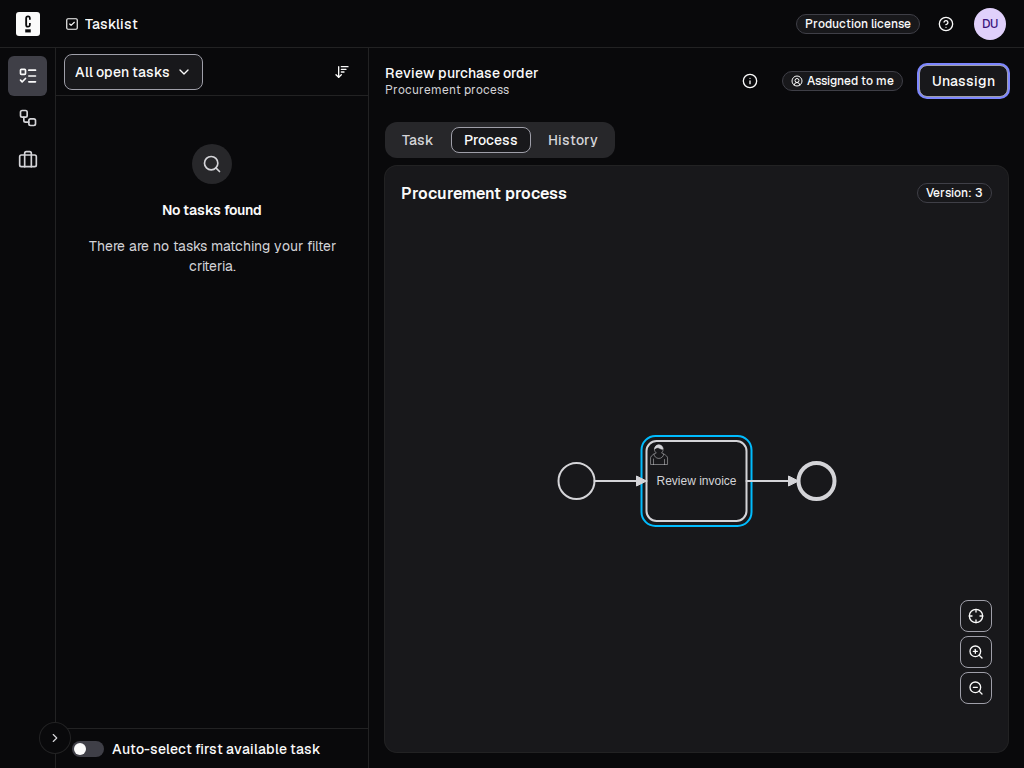 Tasklist
Production license
DU
All open tasks
No tasks found
There are no tasks matching your filter
criteria.
Auto-select first available task
Review purchase order
Procurement process
Assigned to me
Unassign
Task
Process
History
Procurement process
Version: 3
Review invoice